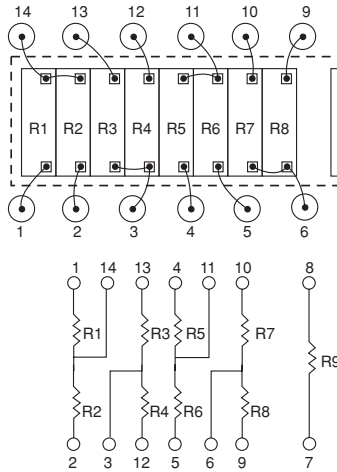 14 13 12 11 10 9
R1 R2 R3 R4 R5 R6 R7 R8
1 2 3 4 5 6
1 14 13 4 11 10 8
R1 R3 R5 R7
R9
R2 R4 R6 R8
2 3 12 5 6 9 7